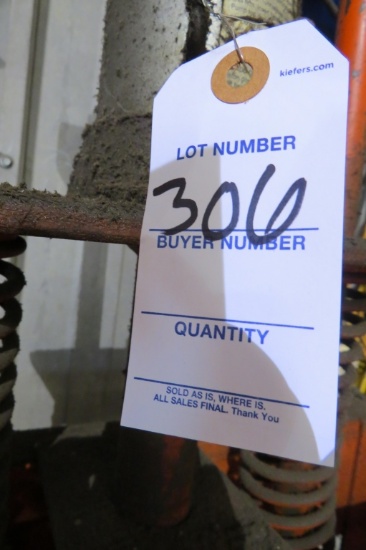 kiefers.com
LOT NUMBER
306
BUYER NUMBER
QUANTITY
SOLD AS IS, WHERE IS.
ALL SALES FINAL. Thank You